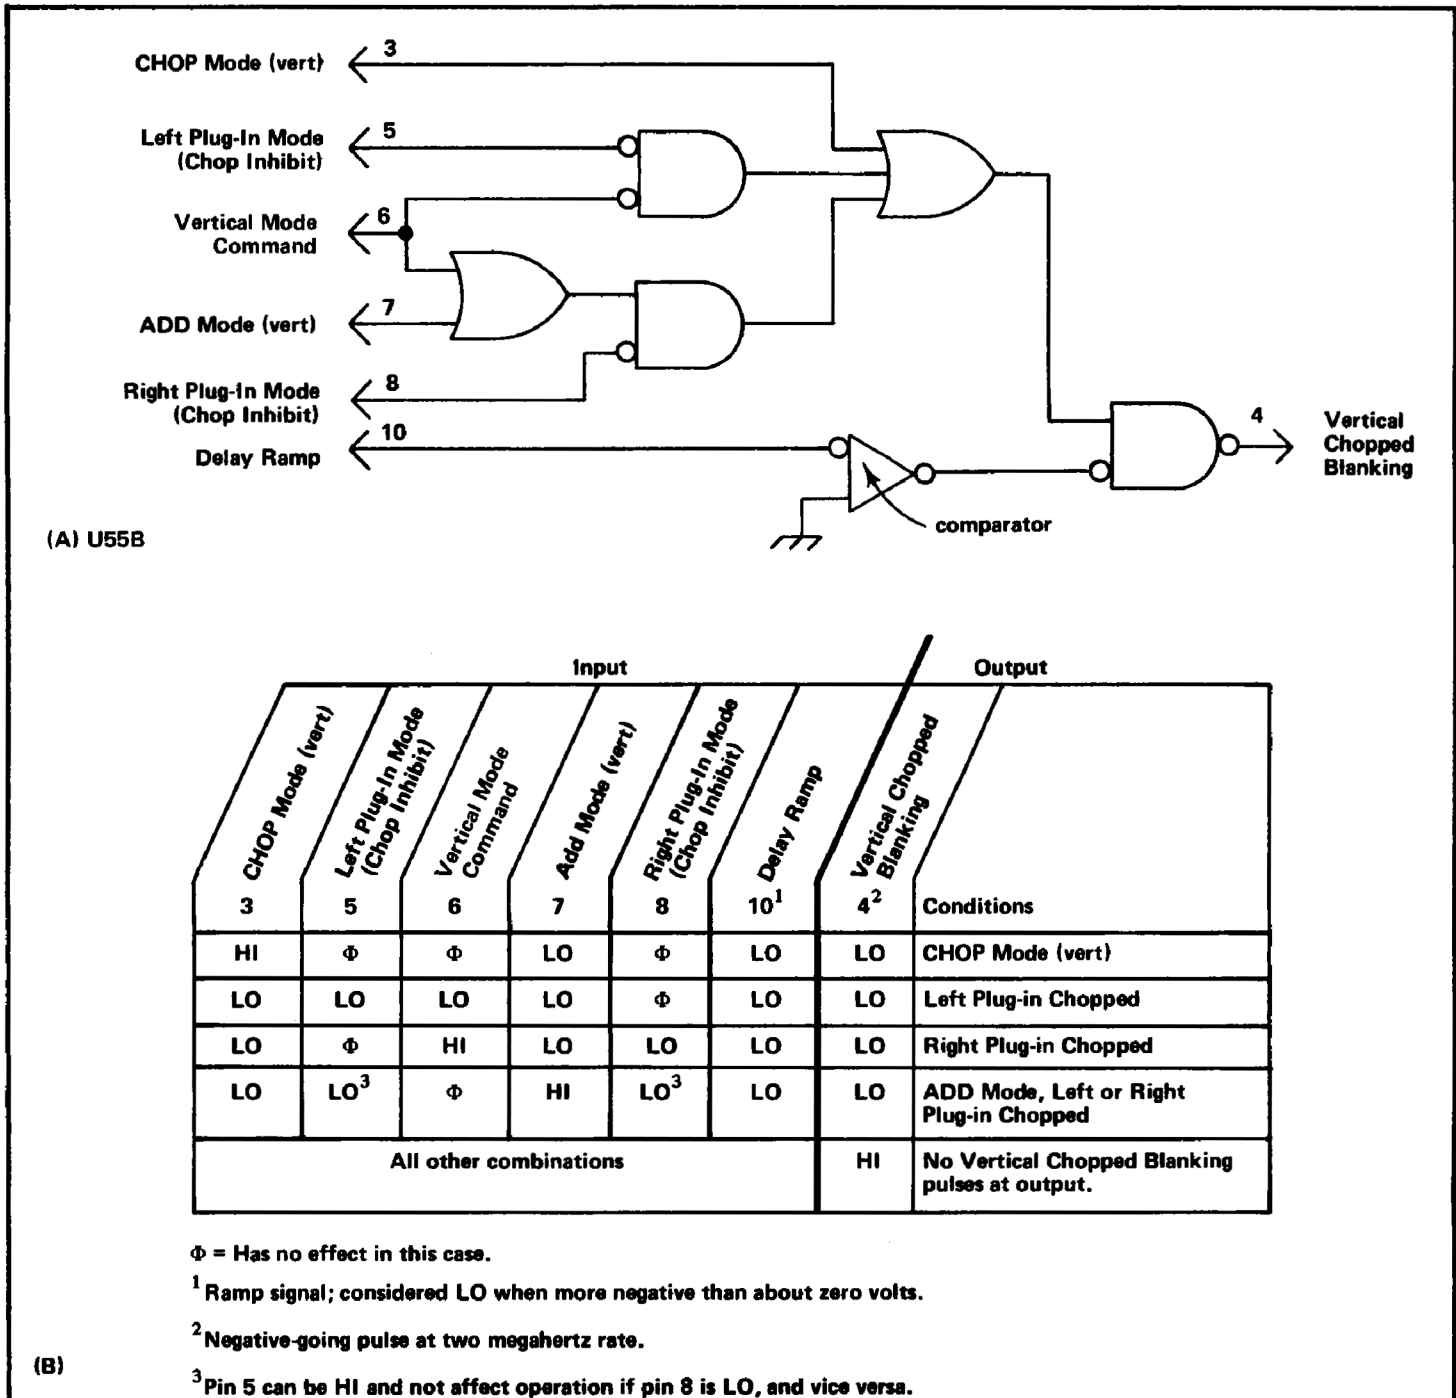 CHOP Mode (vert)
3
Left Plug-In Mode
(Chop Inhibit)
5
Vertical Mode
Command
6
ADD Mode (vert)
7
Right Plug-In Mode
(Chop Inhibit)
8
Delay Ramp
10
comparator
4
Vertical
Chopped
Blanking
(A) U55B
Input
Output
CHOP Mode (vert)
Left Plug-In Mode
(Chop Inhibit)
Vertical Mode
Command
Add Mode (vert)
Right Plug-In Mode
(Chop Inhibit)
Delay Ramp
Vertical Chopped
Blanking
3 5 6 7 8 10¹ 4² Conditions
HI Φ Φ LO Φ LO LO CHOP Mode (vert)
LO LO LO LO Φ LO LO Left Plug-in Chopped
LO Φ HI LO LO LO LO Right Plug-in Chopped
LO LO³ Φ HI LO³ LO LO ADD Mode, Left or Right
Plug-in Chopped
All other combinations HI No Vertical Chopped Blanking
pulses at output.
Φ = Has no effect in this case.
¹ Ramp signal; considered LO when more negative than about zero volts.
² Negative-going pulse at two megahertz rate.
³ Pin 5 can be HI and not affect operation if pin 8 is LO, and vice versa.
(B)